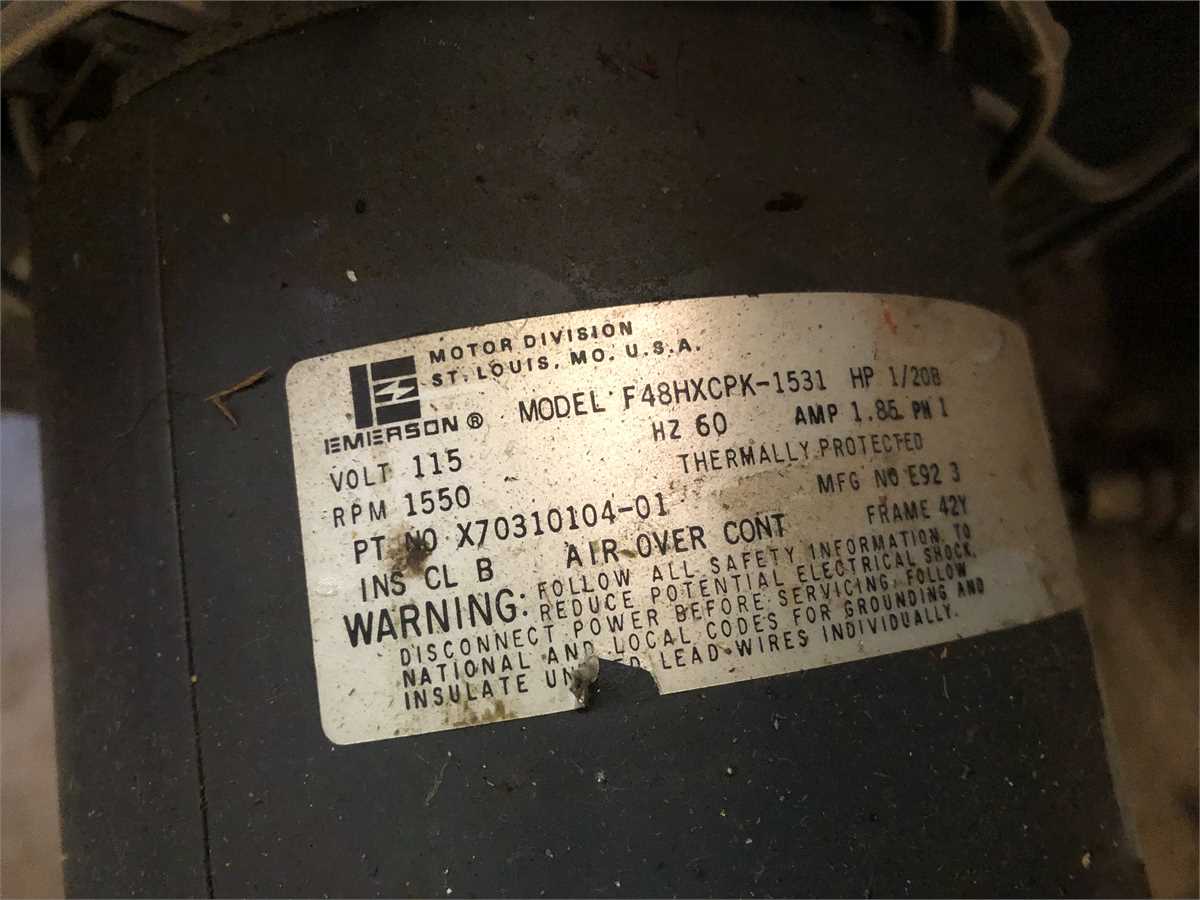 MOTOR DIVISION
ST. LOUIS, MO. U.S.A.
EMERSON ®
MODEL F48HXCPK-1531 HP 1/20B
VOLT 115 HZ 60 AMP 1.85 PH 1
RPM 1550 THERMALLY PROTECTED
PT NO X70310104-01 MFG NO E92 3
INS CL B AIR OVER CONT FRAME 42Y
WARNING: FOLLOW ALL SAFETY INFORMATION TO
REDUCE POTENTIAL ELECTRICAL SHOCK.
DISCONNECT POWER BEFORE SERVICING. FOLLOW
NATIONAL AND LOCAL CODES FOR GROUNDING AND
INSULATE LEAD WIRES INDIVIDUALLY.